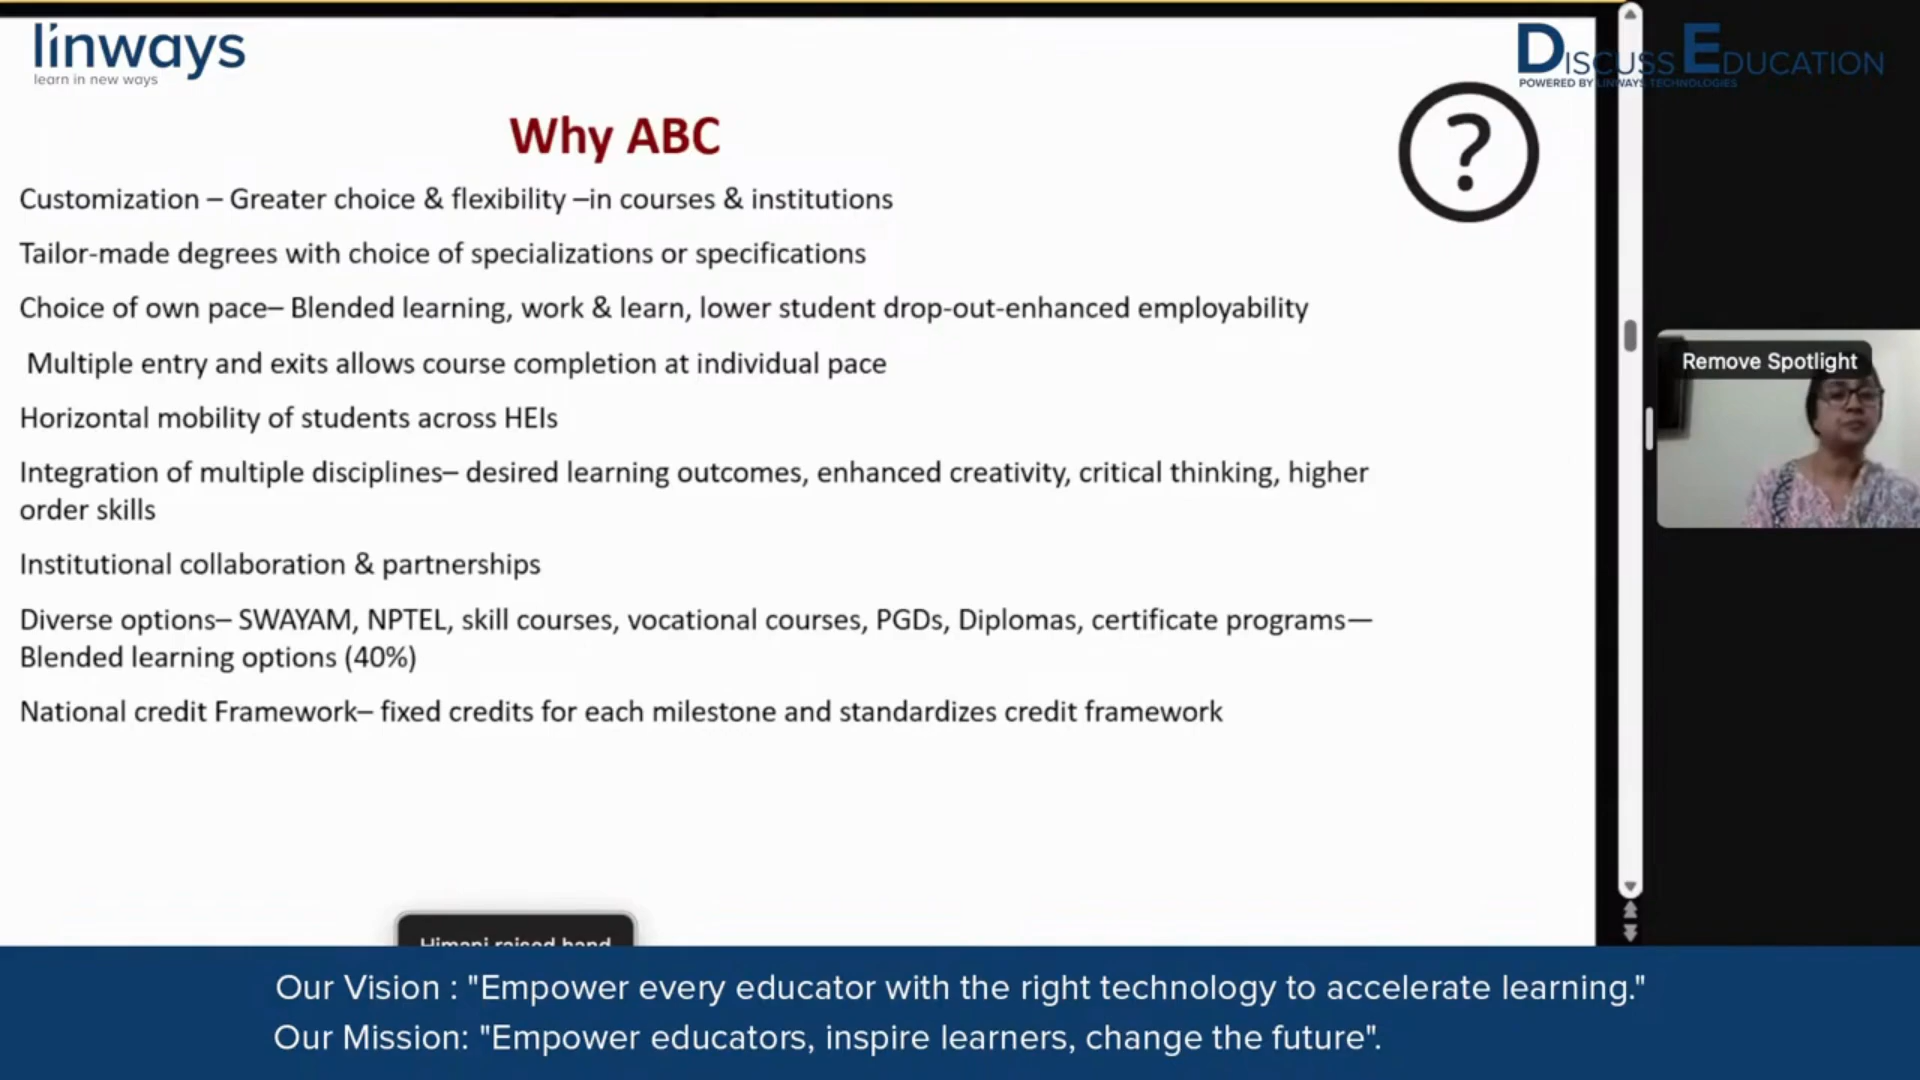 linways
learn in new ways
DISCUSS EDUCATION
POWERED BY LINWAYS TECHNOLOGIES
?
Why ABC
Customization – Greater choice & flexibility –in courses & institutions
Tailor-made degrees with choice of specializations or specifications
Choice of own pace– Blended learning, work & learn, lower student drop-out-enhanced employability
Multiple entry and exits allows course completion at individual pace
Remove Spotlight
Horizontal mobility of students across HEIs
Integration of multiple disciplines– desired learning outcomes, enhanced creativity, critical thinking, higher
order skills
Institutional collaboration & partnerships
Diverse options– SWAYAM, NPTEL, skill courses, vocational courses, PGDs, Diplomas, certificate programs—
Blended learning options (40%)
National credit Framework– fixed credits for each milestone and standardizes credit framework
Himani raised hand
Our Vision : "Empower every educator with the right technology to accelerate learning."
Our Mission: "Empower educators, inspire learners, change the future".